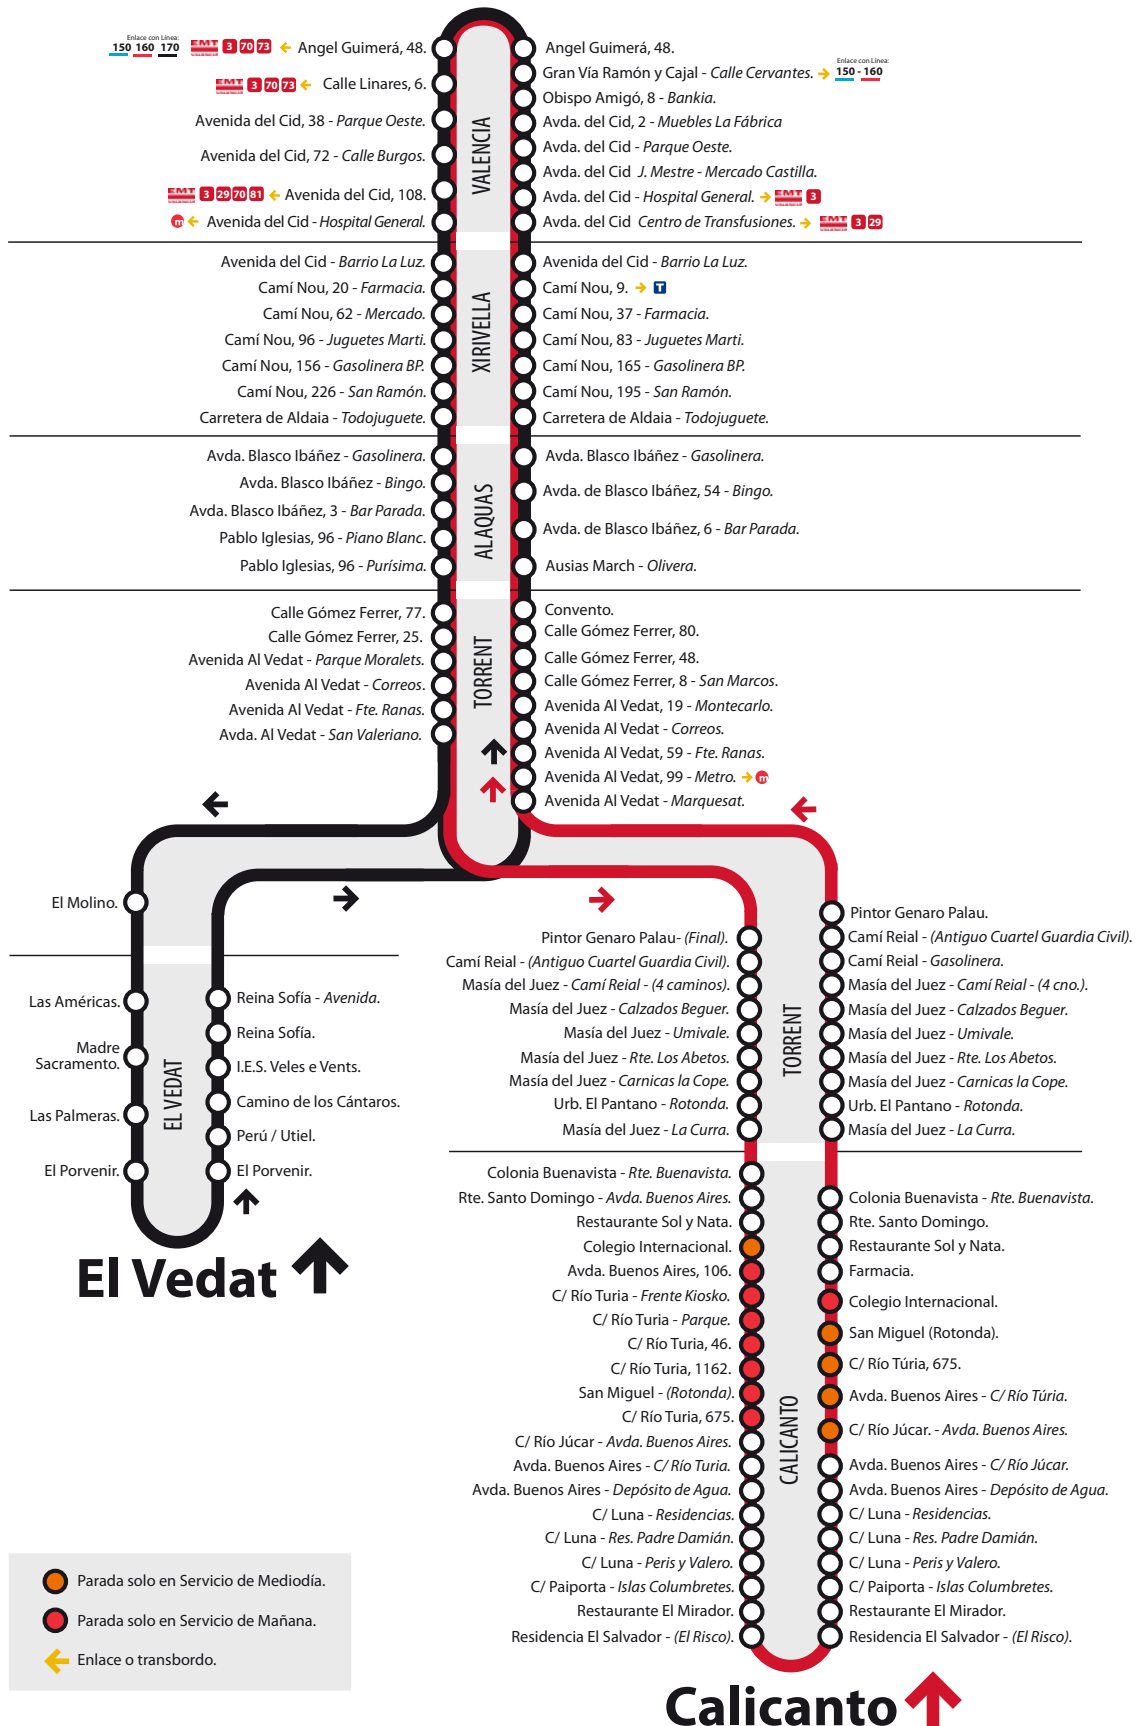 Enlace con Línea:
150 160 170 EMT 3 70 73 Angel Guimerá, 48.
EMT 3 70 73 Calle Linares, 6.
Avenida del Cid, 38 - Parque Oeste.
Avenida del Cid, 72 - Calle Burgos.
EMT 3 29 70 81 Avenida del Cid, 108.
m Avenida del Cid - Hospital General.
Angel Guimerá, 48.
Enlace con Línea:
Gran Vía Ramón y Cajal - Calle Cervantes. 150 - 160
Obispo Amigó, 8 - Bankia.
Avda. del Cid, 2 - Muebles La Fábrica
Avda. del Cid - Parque Oeste.
Avda. del Cid J. Mestre - Mercado Castilla.
Avda. del Cid - Hospital General. EMT 3
Avda. del Cid Centro de Transfusiones. EMT 3 29
VALENCIA
Avenida del Cid - Barrio La Luz.
Camí Nou, 20 - Farmacia.
Camí Nou, 62 - Mercado.
Camí Nou, 96 - Juguetes Marti.
Camí Nou, 156 - Gasolinera BP.
Camí Nou, 226 - San Ramón.
Carretera de Aldaia - Todojuguete.
XIRIVELLA
Avenida del Cid - Barrio La Luz.
Camí Nou, 9. T
Camí Nou, 37 - Farmacia.
Camí Nou, 83 - Juguetes Marti.
Camí Nou, 165 - Gasolinera BP.
Camí Nou, 195 - San Ramón.
Carretera de Aldaia - Todojuguete.
Avda. Blasco Ibáñez - Gasolinera.
Avda. Blasco Ibáñez - Bingo.
Avda. Blasco Ibáñez, 3 - Bar Parada.
Pablo Iglesias, 96 - Piano Blanc.
Pablo Iglesias, 96 - Purísima.
ALAQUAS
Avda. Blasco Ibáñez - Gasolinera.
Avda. de Blasco Ibáñez, 54 - Bingo.
Avda. de Blasco Ibáñez, 6 - Bar Parada.
Ausias March - Olivera.
Calle Gómez Ferrer, 77.
Calle Gómez Ferrer, 25.
Avenida Al Vedat - Parque Moralets.
Avenida Al Vedat - Correos.
Avenida Al Vedat - Fte. Ranas.
Avda. Al Vedat - San Valeriano.
TORRENT
Convento.
Calle Gómez Ferrer, 80.
Calle Gómez Ferrer, 48.
Calle Gómez Ferrer, 8 - San Marcos.
Avenida Al Vedat, 19 - Montecarlo.
Avenida Al Vedat - Correos.
Avenida Al Vedat, 59 - Fte. Ranas.
Avenida Al Vedat, 99 - Metro. m
Avenida Al Vedat - Marquesat.
El Molino.
Las Américas.
Madre
Sacramento.
Las Palmeras.
El Porvenir.
EL VEDAT
Reina Sofía - Avenida.
Reina Sofía.
I.E.S. Veles e Vents.
Camino de los Cántaros.
Perú / Utiel.
El Porvenir.
El Vedat
Pintor Genaro Palau- (Final).
Camí Reial - (Antiguo Cuartel Guardia Civil).
Masía del Juez - Camí Reial - (4 caminos).
Masía del Juez - Calzados Beguer.
Masía del Juez - Umivale.
Masía del Juez - Rte. Los Abetos.
Masía del Juez - Carnicas la Cope.
Urb. El Pantano - Rotonda.
Masía del Juez - La Curra.
TORRENT
Pintor Genaro Palau.
Camí Reial - (Antiguo Cuartel Guardia Civil).
Camí Reial - Gasolinera.
Masía del Juez - Camí Reial - (4 cno.).
Masía del Juez - Calzados Beguer.
Masía del Juez - Umivale.
Masía del Juez - Rte. Los Abetos.
Masía del Juez - Carnicas la Cope.
Urb. El Pantano - Rotonda.
Masía del Juez - La Curra.
Colonia Buenavista - Rte. Buenavista.
Rte. Santo Domingo - Avda. Buenos Aires.
Restaurante Sol y Nata.
Colegio Internacional.
Avda. Buenos Aires, 106.
C/ Río Turia - Frente Kiosko.
C/ Río Turia - Parque.
C/ Río Turia, 46.
C/ Río Turia, 1162.
San Miguel - (Rotonda).
C/ Río Turia, 675.
C/ Río Júcar - Avda. Buenos Aires.
Avda. Buenos Aires - C/ Río Turia.
Avda. Buenos Aires - Depósito de Agua.
C/ Luna - Residencias.
C/ Luna - Res. Padre Damián.
C/ Luna - Peris y Valero.
C/ Paiporta - Islas Columbretes.
Restaurante El Mirador.
Residencia El Salvador - (El Risco).
CALICANTO
Colonia Buenavista - Rte. Buenavista.
Rte. Santo Domingo.
Restaurante Sol y Nata.
Farmacia.
Colegio Internacional.
San Miguel (Rotonda).
C/ Río Túria, 675.
Avda. Buenos Aires - C/ Río Túria.
C/ Río Júcar. - Avda. Buenos Aires.
Avda. Buenos Aires - C/ Río Júcar.
Avda. Buenos Aires - Depósito de Agua.
C/ Luna - Residencias.
C/ Luna - Res. Padre Damián.
C/ Luna - Peris y Valero.
C/ Paiporta - Islas Columbretes.
Restaurante El Mirador.
Residencia El Salvador - (El Risco).
Calicanto
Parada solo en Servicio de Mediodía.
Parada solo en Servicio de Mañana.
Enlace o transbordo.